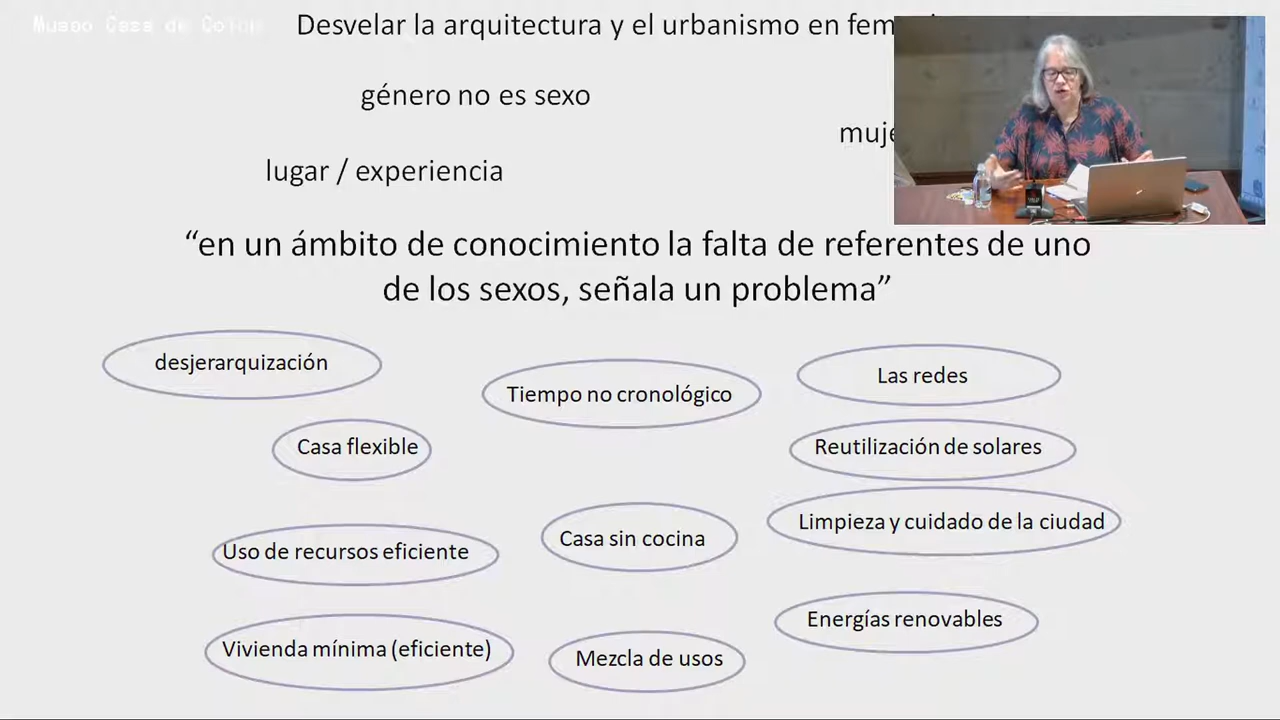 Museo Casa de
Desvelar la arquitectura y el urbanismo en
género no es sexo
lugar / experiencia
“en un ámbito de conocimiento la falta de referentes de uno
de los sexos, señala un problema”
desjerarquización
Tiempo no cronológico
Las redes
Casa flexible
Reutilización de solares
Limpieza y cuidado de la ciudad
Casa sin cocina
Uso de recursos eficiente
Energías renovables
Vivienda mínima (eficiente)
Mezcla de usos